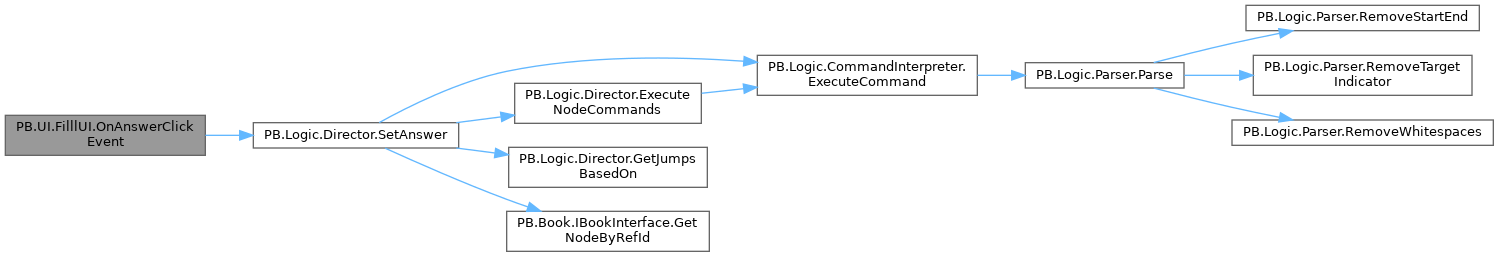 PB.UI.FillUI.OnAnswerClick
Event
PB.Logic.Director.SetAnswer
PB.Logic.Director.Execute
NodeCommands
PB.Logic.Director.GetJumps
BasedOn
PB.Book.IBookInterface.Get
NodeByRefId
PB.Logic.CommandInterpreter.
ExecuteCommand
PB.Logic.Parser.Parse
PB.Logic.Parser.RemoveStartEnd
PB.Logic.Parser.RemoveTarget
Indicator
PB.Logic.Parser.RemoveWhitespaces